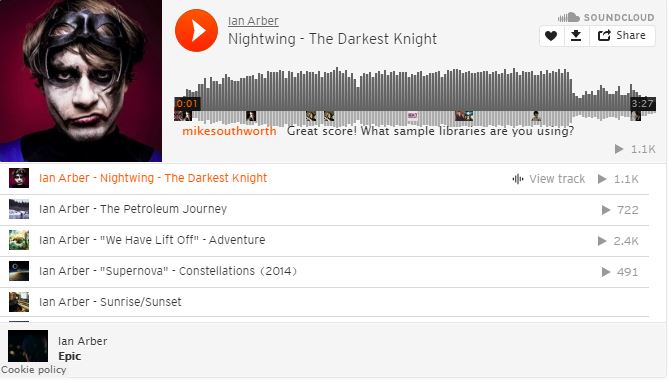 Ian Arber
SOUNDCLOUD
Nightwing - The Darkest Knight
Share
0:01
3:27
mikesouthworth Great score! What sample libraries are you using?
1.1K
Ian Arber - Nightwing - The Darkest Knight View track 1.1K
Ian Arber - The Petroleum Journey 722
Ian Arber - "We Have Lift Off" - Adventure 2.4K
Ian Arber - "Supernova" - Constellations (2014) 491
Ian Arber - Sunrise/Sunset
Ian Arber
Epic
Cookie policy